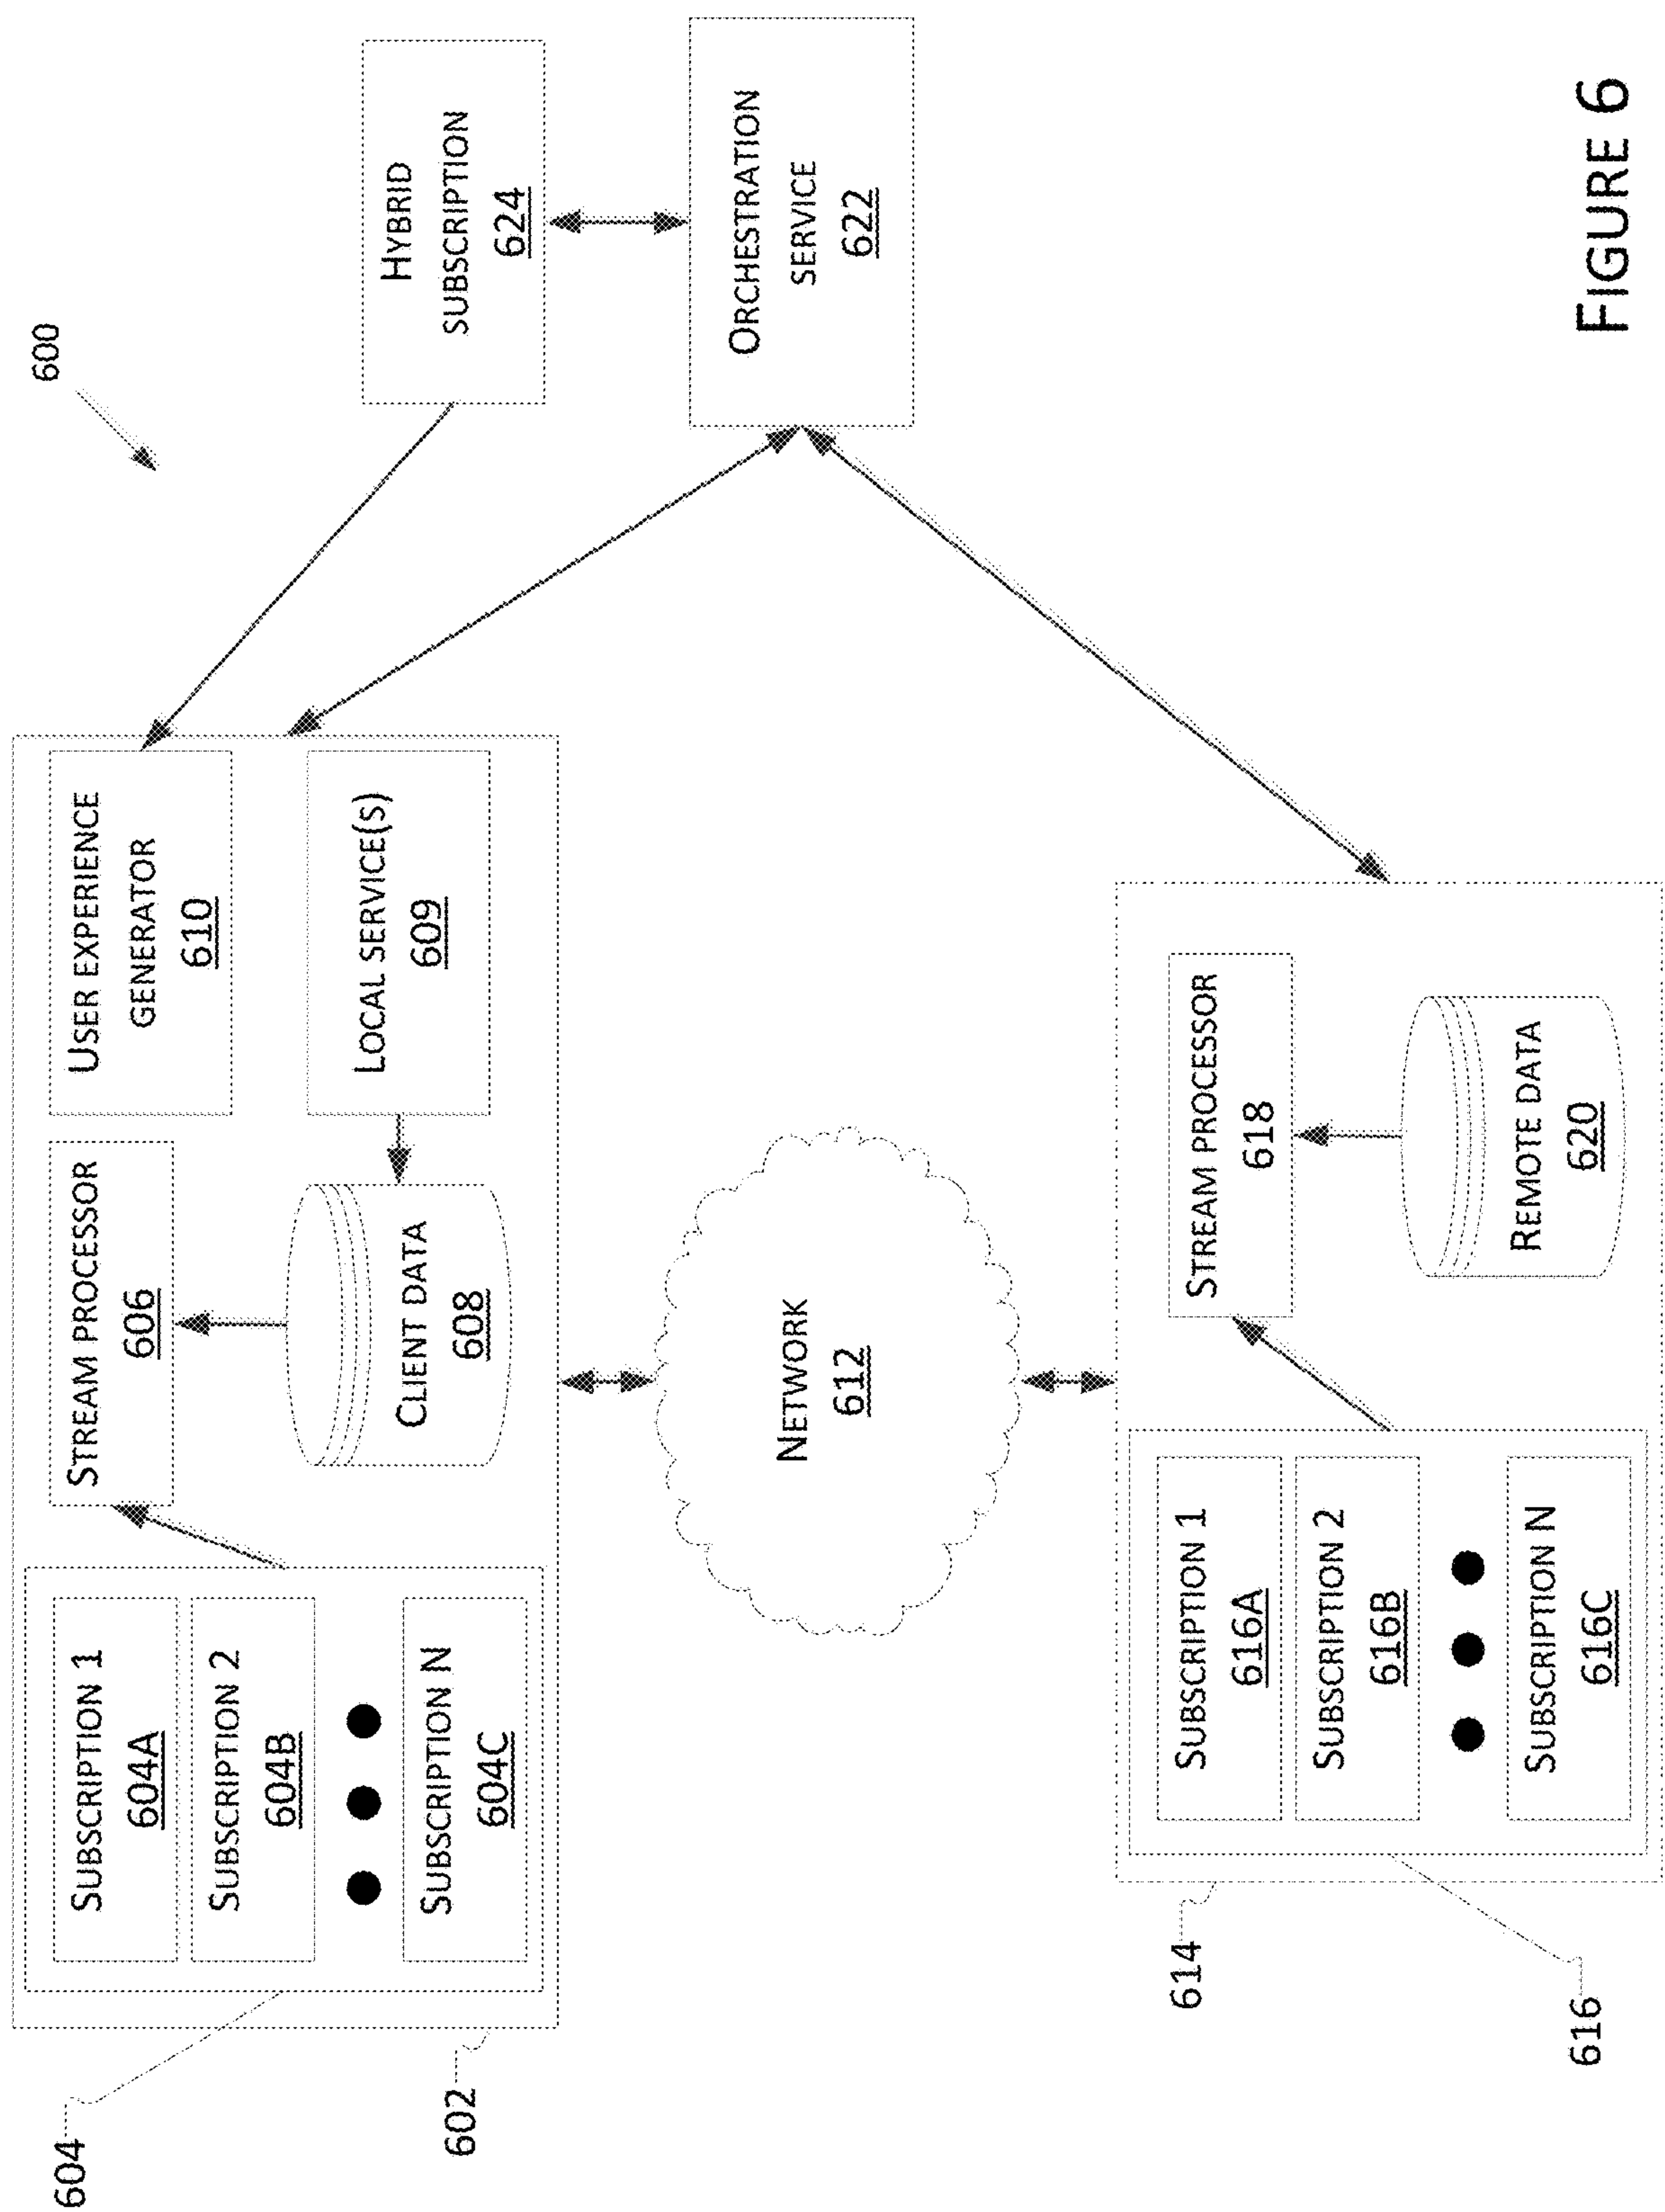 600
604
602
SUBSCRIPTION 1
604A
SUBSCRIPTION 2
604B
SUBSCRIPTION N
604C
STREAM PROCESSOR
606
CLIENT DATA
608
USER EXPERIENCE
GENERATOR
610
LOCAL SERVICE(S)
609
HYBRID
SUBSCRIPTION
624
ORCHESTRATION
SERVICE
622
NETWORK
612
614
616
SUBSCRIPTION 1
616A
SUBSCRIPTION 2
616B
SUBSCRIPTION N
616C
STREAM PROCESSOR
618
REMOTE DATA
620
FIGURE 6